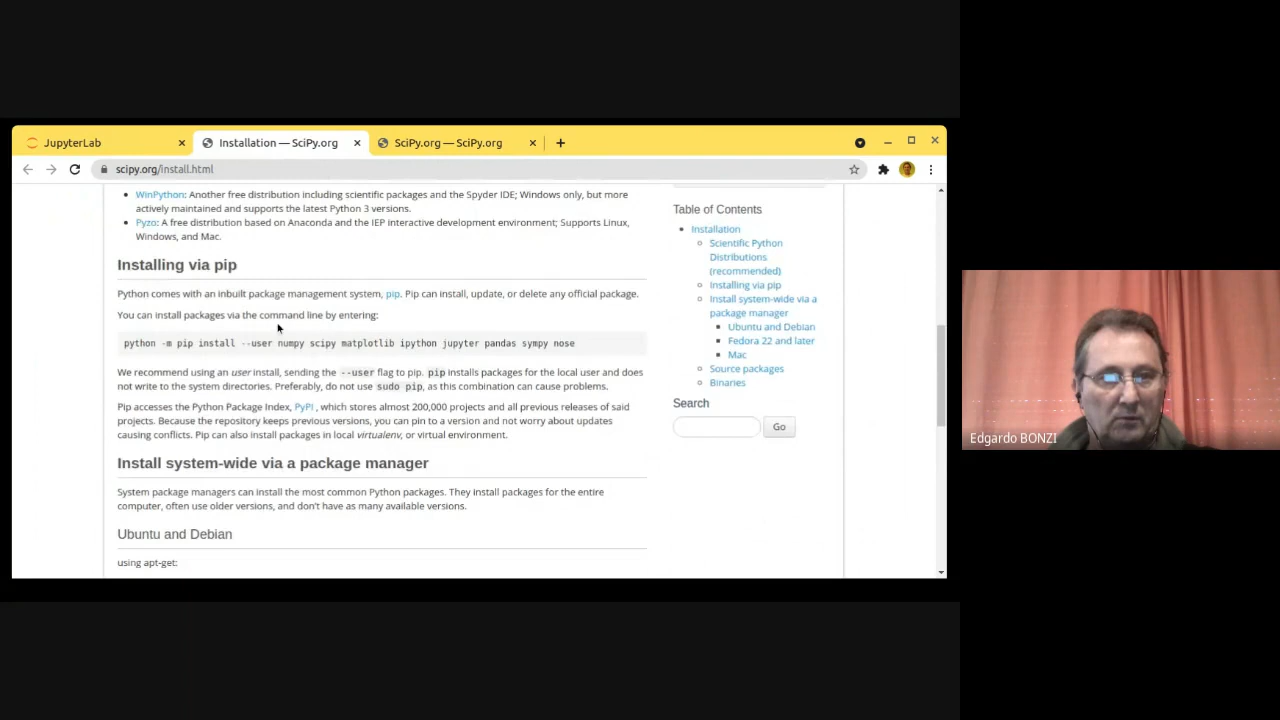 JupyterLab
Installation — SciPy.org
SciPy.org — SciPy.org
scipy.org/install.html
WinPython: Another free distribution including scientific packages and the Spyder IDE; Windows only, but more
actively maintained and supports the latest Python 3 versions.
Pyzo: A free distribution based on Anaconda and the IEP interactive development environment; Supports Linux,
Windows, and Mac.
Installing via pip
Python comes with an inbuilt package management system, pip. Pip can install, update, or delete any official package.
You can install packages via the command line by entering:
python -m pip install --user numpy scipy matplotlib ipython jupyter pandas sympy nose
We recommend using an user install, sending the --user flag to pip. pip installs packages for the local user and does
not write to the system directories. Preferably, do not use sudo pip, as this combination can cause problems.
Pip accesses the Python Package Index, PyPI , which stores almost 200,000 projects and all previous releases of said
projects. Because the repository keeps previous versions, you can pin to a version and not worry about updates
causing conflicts. Pip can also install packages in local virtualenv, or virtual environment.
Install system-wide via a package manager
System package managers can install the most common Python packages. They install packages for the entire
computer, often use older versions, and don't have as many available versions.
Ubuntu and Debian
using apt-get:
Table of Contents
Installation
Scientific Python
Distributions
(recommended)
Installing via pip
Install system-wide via a
package manager
Ubuntu and Debian
Fedora 22 and later
Mac
Source packages
Binaries
Search
Go
Edgardo BONZI